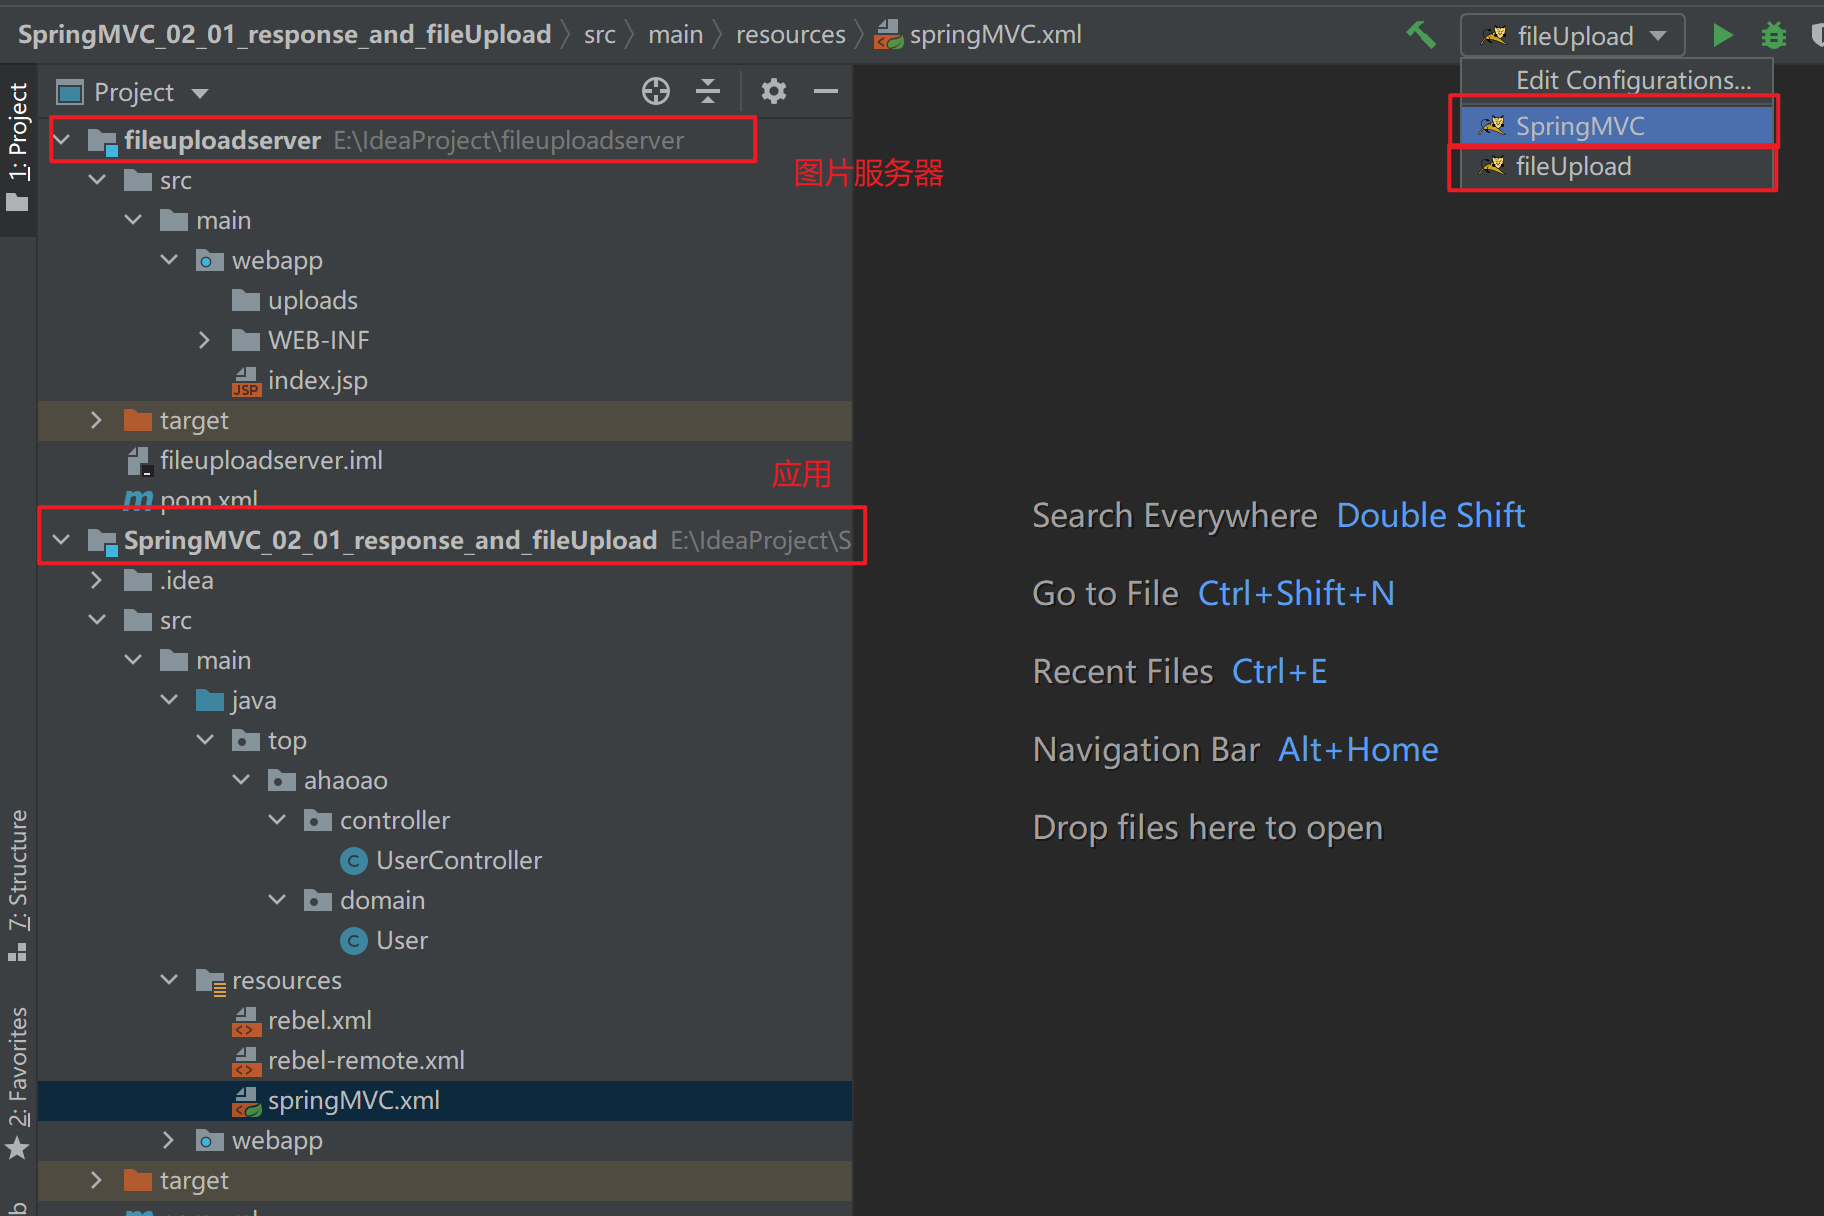 SpringMVC_02_01_response_and_fileUpload src main resources springMVC.xml
fileUpload
Edit Configurations...
SpringMVC
fileUpload
1: Project
7: Structure
2: Favorites
Project
fileuploadserver E:\IdeaProject\fileuploadserver
图片服务器
src
main
webapp
uploads
WEB-INF
index.jsp
target
fileuploadserver.iml
pom.xml
应用
SpringMVC_02_01_response_and_fileUpload E:\IdeaProject\S
.idea
src
main
java
top
ahaoao
controller
UserController
domain
User
resources
rebel.xml
rebel-remote.xml
springMVC.xml
webapp
target
Search Everywhere Double Shift
Go to File Ctrl+Shift+N
Recent Files Ctrl+E
Navigation Bar Alt+Home
Drop files here to open